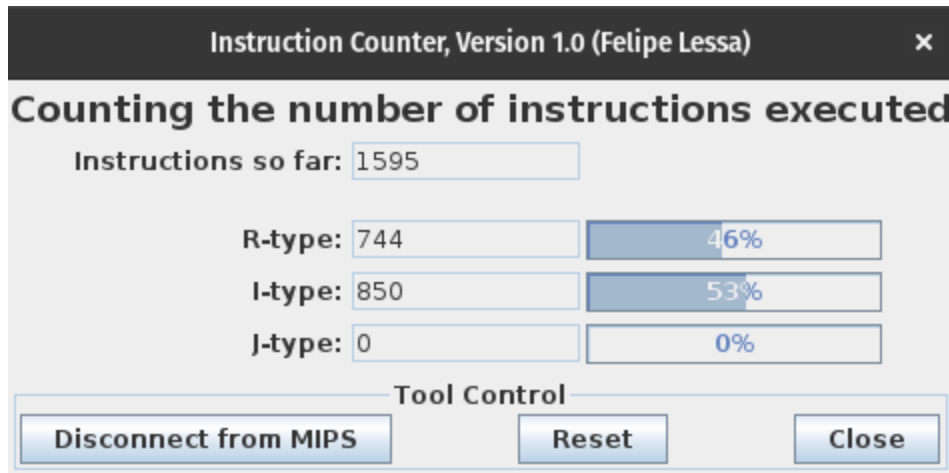 Instruction Counter, Version 1.0 (Felipe Lessa) ×
Counting the number of instructions executed
Instructions so far: 1595
R-type: 744 46%
I-type: 850 53%
J-type: 0 0%
Tool Control
Disconnect from MIPS Reset Close